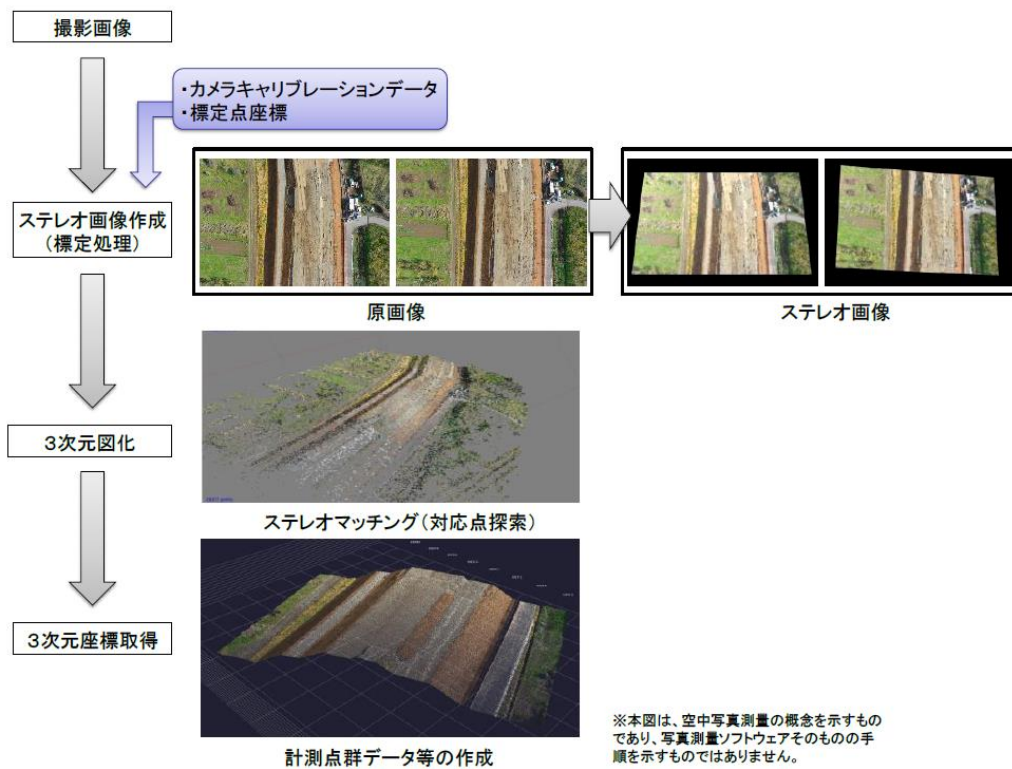 撮影画像
・カメラキャリブレーションデータ
・標定点座標
ステレオ画像作成
（標定処理）
原画像
ステレオ画像
３次元図化
ステレオマッチング（対応点探索）
３次元座標取得
計測点群データ等の作成
※本図は、空中写真測量の概念を示すもの
であり、写真測量ソフトウェアそのものの手
順を示すものではありません。